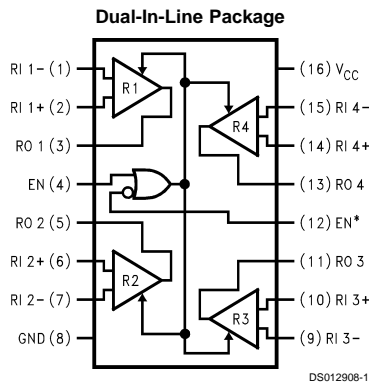 Dual-In-Line Package
RI 1- (1)
RI 1+ (2)
RO 1 (3)
EN (4)
RO 2 (5)
RI 2+ (6)
RI 2- (7)
GND (8)
R1
R2
R4
R3
(16) VCC
(15) RI 4-
(14) RI 4+
(13) RO 4
(12) EN*
(11) RO 3
(10) RI 3+
(9) RI 3-
DS012908-1